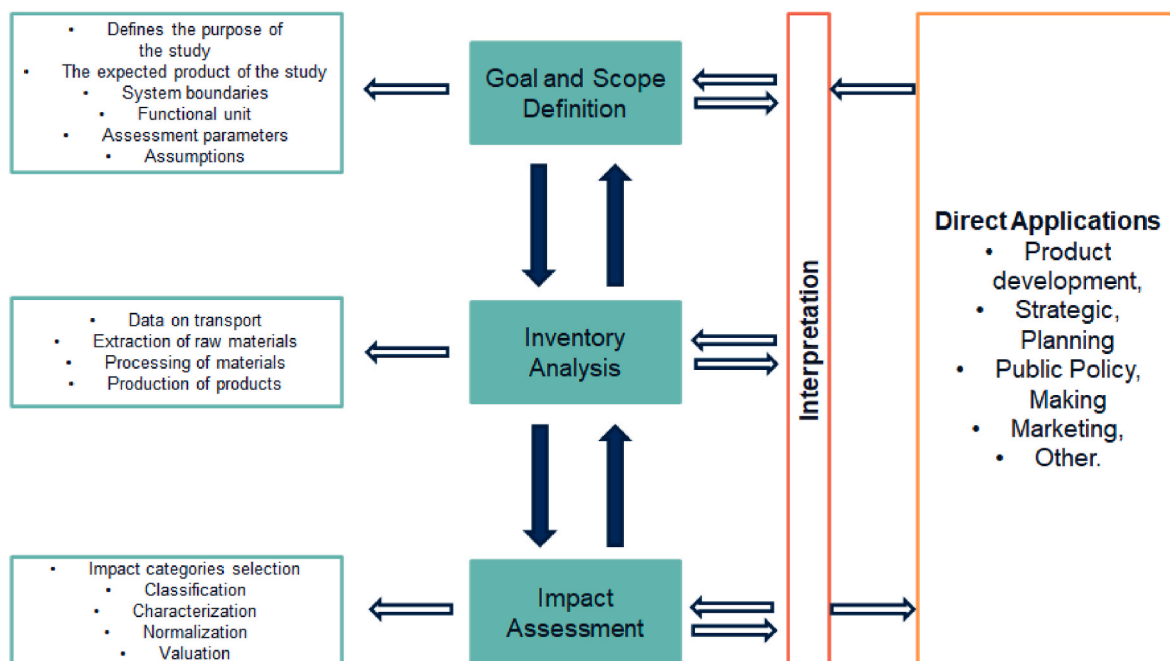 • Defines the purpose of
the study
• The expected product of the study
• System boundaries
• Functional unit
• Assessment parameters
• Assumptions
Goal and Scope
Definition
• Data on transport
• Extraction of raw materials
• Processing of materials
• Production of products
Inventory
Analysis
• Impact categories selection
• Classification
• Characterization
• Normalization
• Valuation
Impact
Assessment
Interpretation
Direct Applications
• Product
development,
• Strategic,
Planning
• Public Policy,
Making
• Marketing,
• Other.